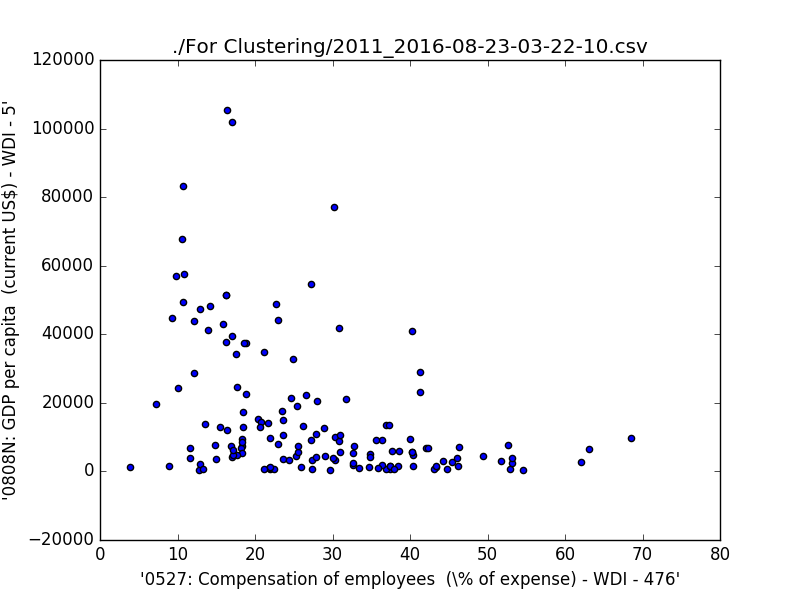 ./For Clustering/2011_2016-08-23-03-22-10.csv
120000
100000
80000
60000
40000
20000
0
−20000
'0808N: GDP per capita  (current US$) - WDI - 5'
0 10 20 30 40 50 60 70 80
'0527: Compensation of employees  (\% of expense) - WDI - 476'